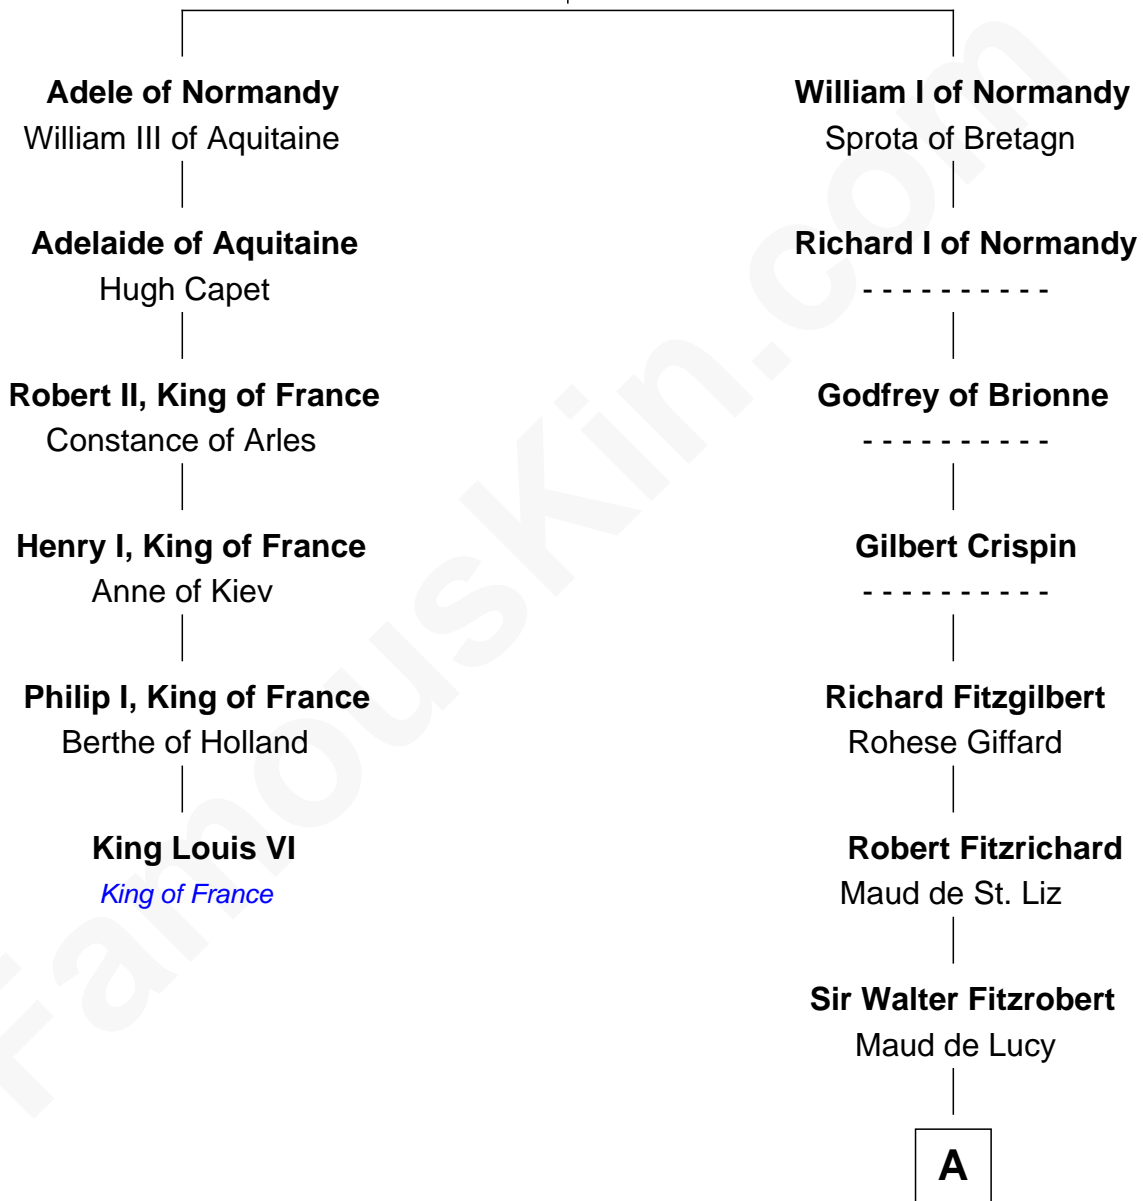 Adele of Normandy
William III of Aquitaine
Adelaide of Aquitaine
Hugh Capet
Robert II, King of France
Constance of Arles
Henry I, King of France
Anne of Kiev
Philip I, King of France
Berthe of Holland
King Louis VI
King of France
William I of Normandy
Sprota of Bretagn
Richard I of Normandy
- - - - - - - - - -
Godfrey of Brionne
- - - - - - - - - -
Gilbert Crispin
- - - - - - - - - -
Richard Fitzgilbert
Rohese Giffard
Robert Fitzrichard
Maud de St. Liz
Sir Walter Fitzrobert
Maud de Lucy
A
FamousKin.com